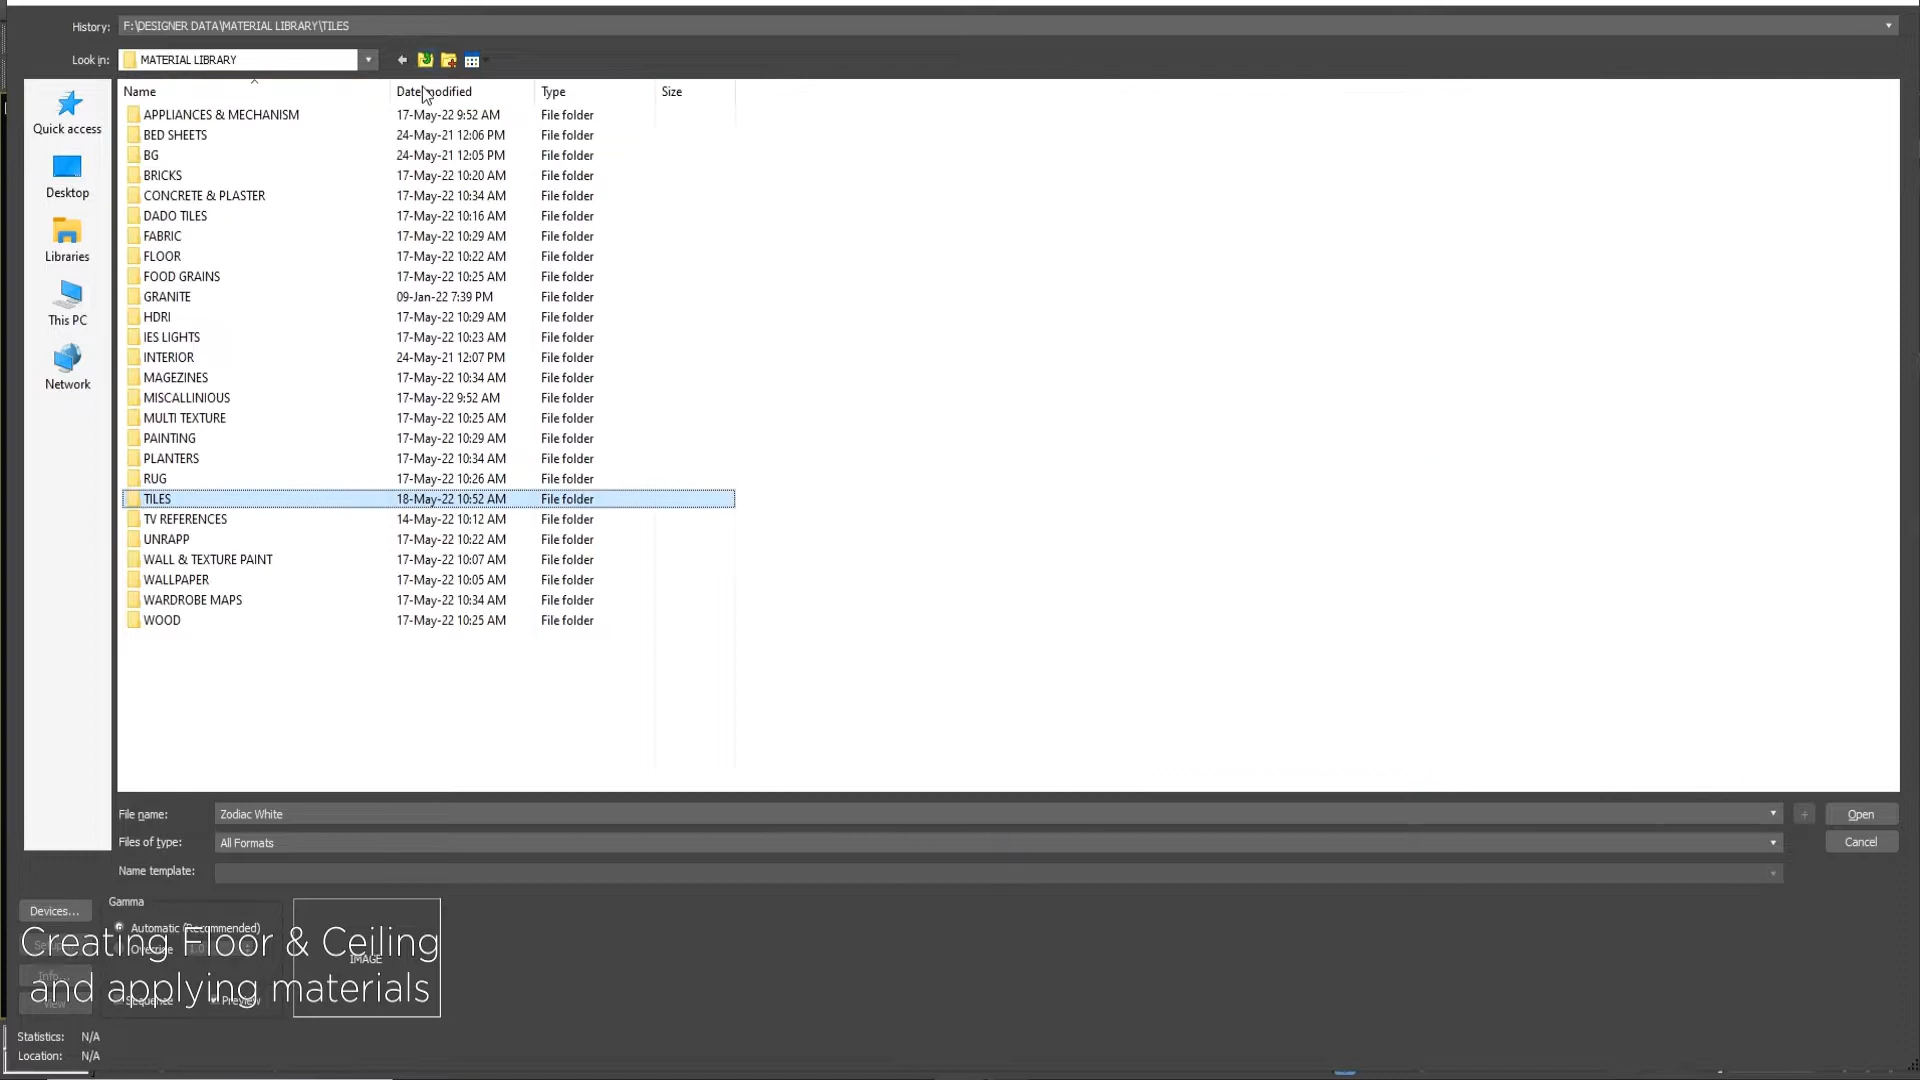 History: F:\DESIGNER DATA\MATERIAL LIBRARY\TILES
Look in: MATERIAL LIBRARY
Name Date modified Type Size
APPLIANCES & MECHANISM 17-May-22 9:52 AM File folder
BED SHEETS 24-May-21 12:06 PM File folder
BG 24-May-21 12:05 PM File folder
BRICKS 17-May-22 10:20 AM File folder
CONCRETE & PLASTER 17-May-22 10:34 AM File folder
DADO TILES 17-May-22 10:16 AM File folder
FABRIC 17-May-22 10:29 AM File folder
FLOOR 17-May-22 10:22 AM File folder
FOOD GRAINS 17-May-22 10:25 AM File folder
GRANITE 09-Jan-22 7:39 PM File folder
HDRI 17-May-22 10:29 AM File folder
IES LIGHTS 17-May-22 10:23 AM File folder
INTERIOR 24-May-21 12:07 PM File folder
MAGEZINES 17-May-22 10:34 AM File folder
MISCALLINIOUS 17-May-22 9:52 AM File folder
MULTI TEXTURE 17-May-22 10:25 AM File folder
PAINTING 17-May-22 10:29 AM File folder
PLANTERS 17-May-22 10:34 AM File folder
RUG 17-May-22 10:26 AM File folder
TILES 18-May-22 10:52 AM File folder
TV REFERENCES 14-May-22 10:12 AM File folder
UNRAPP 17-May-22 10:22 AM File folder
WALL & TEXTURE PAINT 17-May-22 10:07 AM File folder
WALLPAPER 17-May-22 10:05 AM File folder
WARDROBE MAPS 17-May-22 10:34 AM File folder
WOOD 17-May-22 10:25 AM File folder
Quick access
Desktop
Libraries
This PC
Network
File name: Zodiac White Open
Files of type: All Formats Cancel
Name template:
Devices... Gamma
Automatic (Recommended)
Override 1.0
Info...
View
Sequence Preview
IMAGE
Creating Floor & Ceiling
and applying materials
Statistics: N/A
Location: N/A